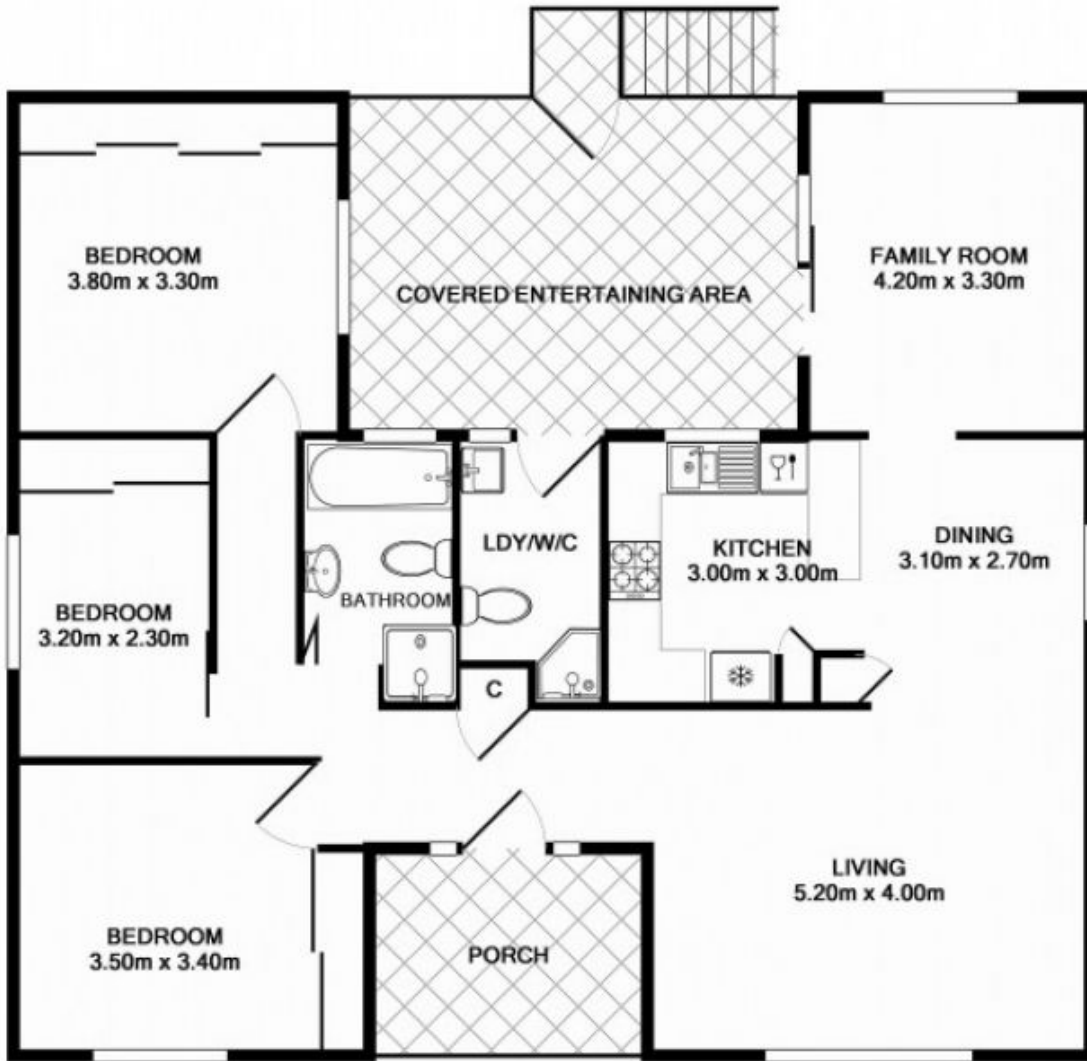 BEDROOM
3.80m x 3.30m
COVERED ENTERTAINING AREA
FAMILY ROOM
4.20m x 3.30m
BEDROOM
3.20m x 2.30m
BATHROOM
LDY/W/C
KITCHEN
3.00m x 3.00m
DINING
3.10m x 2.70m
C
BEDROOM
3.50m x 3.40m
PORCH
LIVING
5.20m x 4.00m